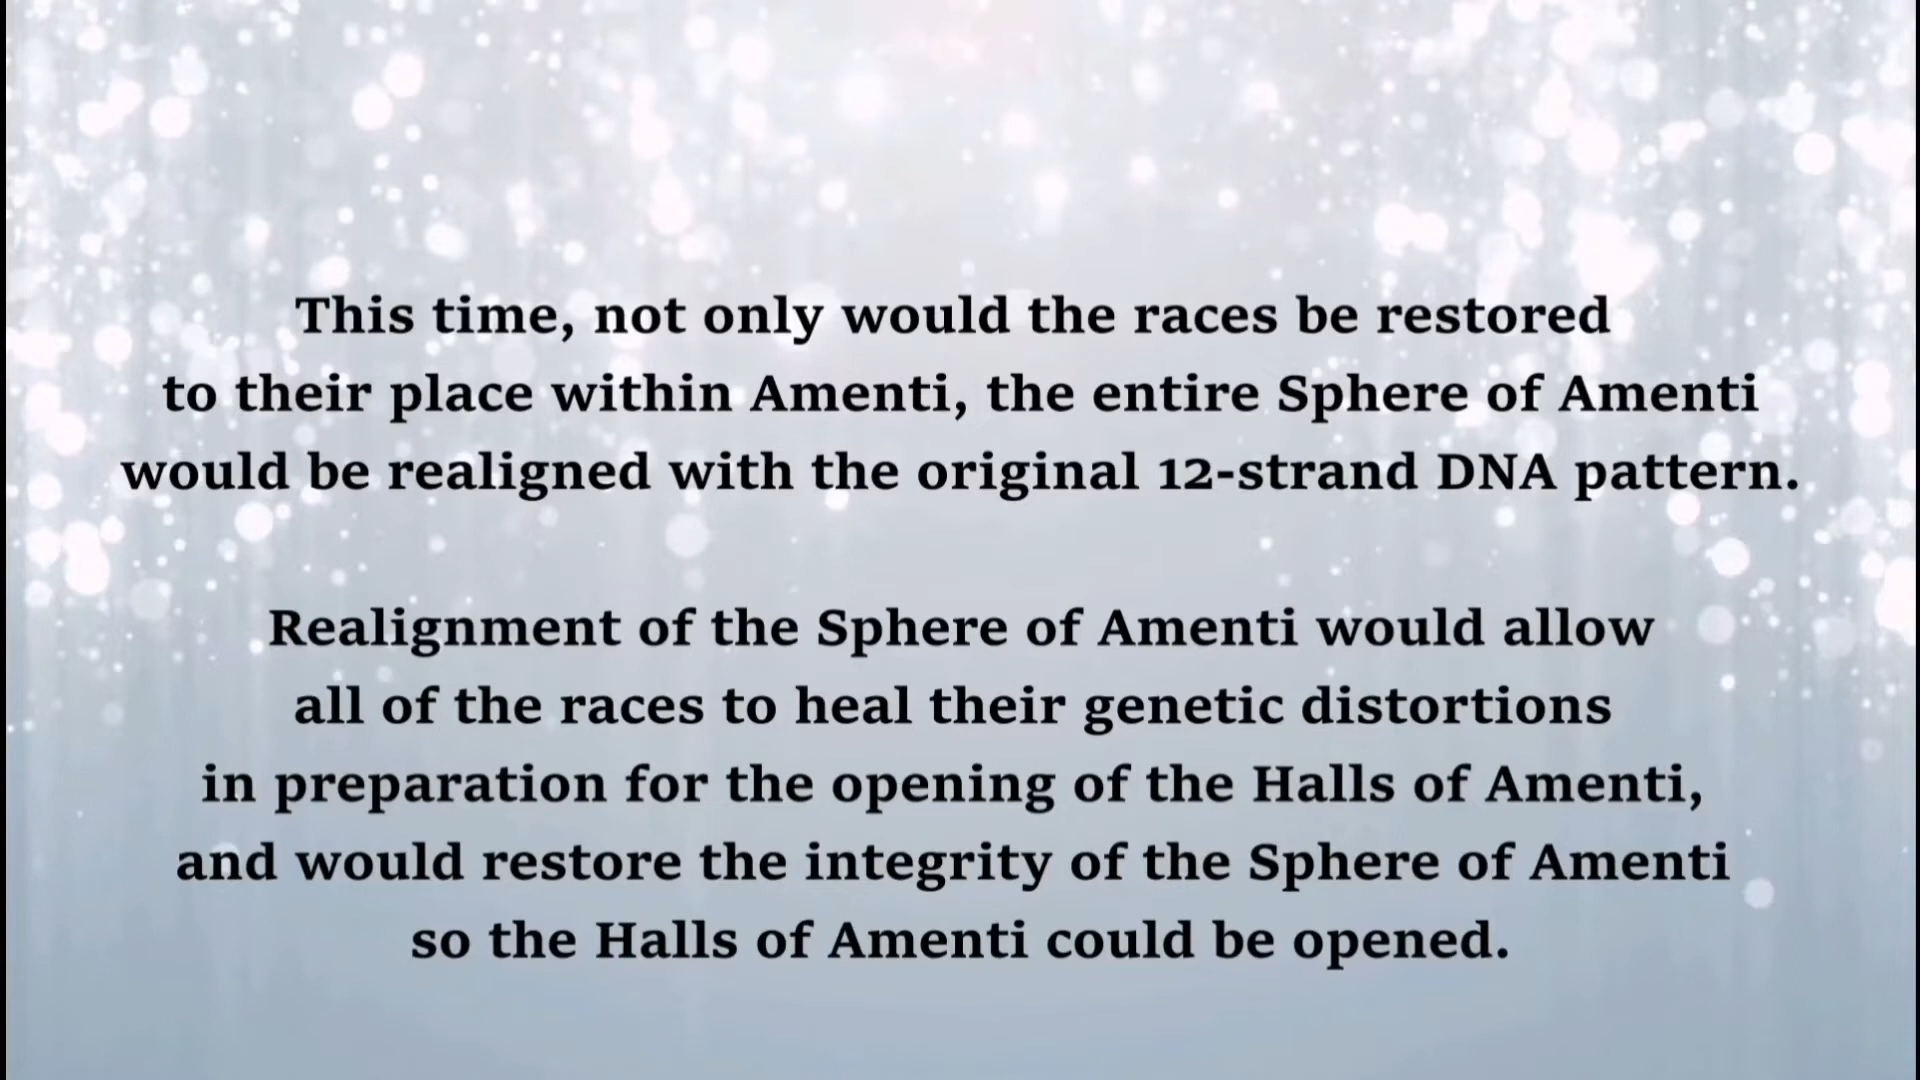 This time, not only would the races be restored
to their place within Amenti, the entire Sphere of Amenti
would be realigned with the original 12-strand DNA pattern.
Realignment of the Sphere of Amenti would allow
all of the races to heal their genetic distortions
in preparation for the opening of the Halls of Amenti,
and would restore the integrity of the Sphere of Amenti
so the Halls of Amenti could be opened.